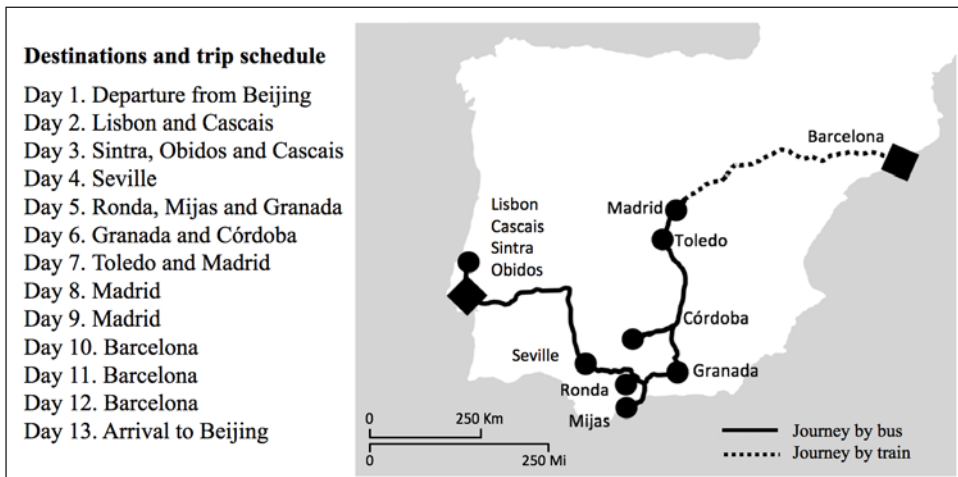 Destinations and trip schedule
Day 1. Departure from Beijing
Day 2. Lisbon and Cascais
Day 3. Sintra, Obidos and Cascais
Day 4. Seville
Day 5. Ronda, Mijas and Granada
Day 6. Granada and Córdoba
Day 7. Toledo and Madrid
Day 8. Madrid
Day 9. Madrid
Day 10. Barcelona
Day 11. Barcelona
Day 12. Barcelona
Day 13. Arrival to Beijing
Barcelona
Madrid
Toledo
Lisbon
Cascais
Sintra
Obidos
Córdoba
Seville
Granada
Ronda
Mijas
0 250 Km
0 250 Mi
Journey by bus
Journey by train